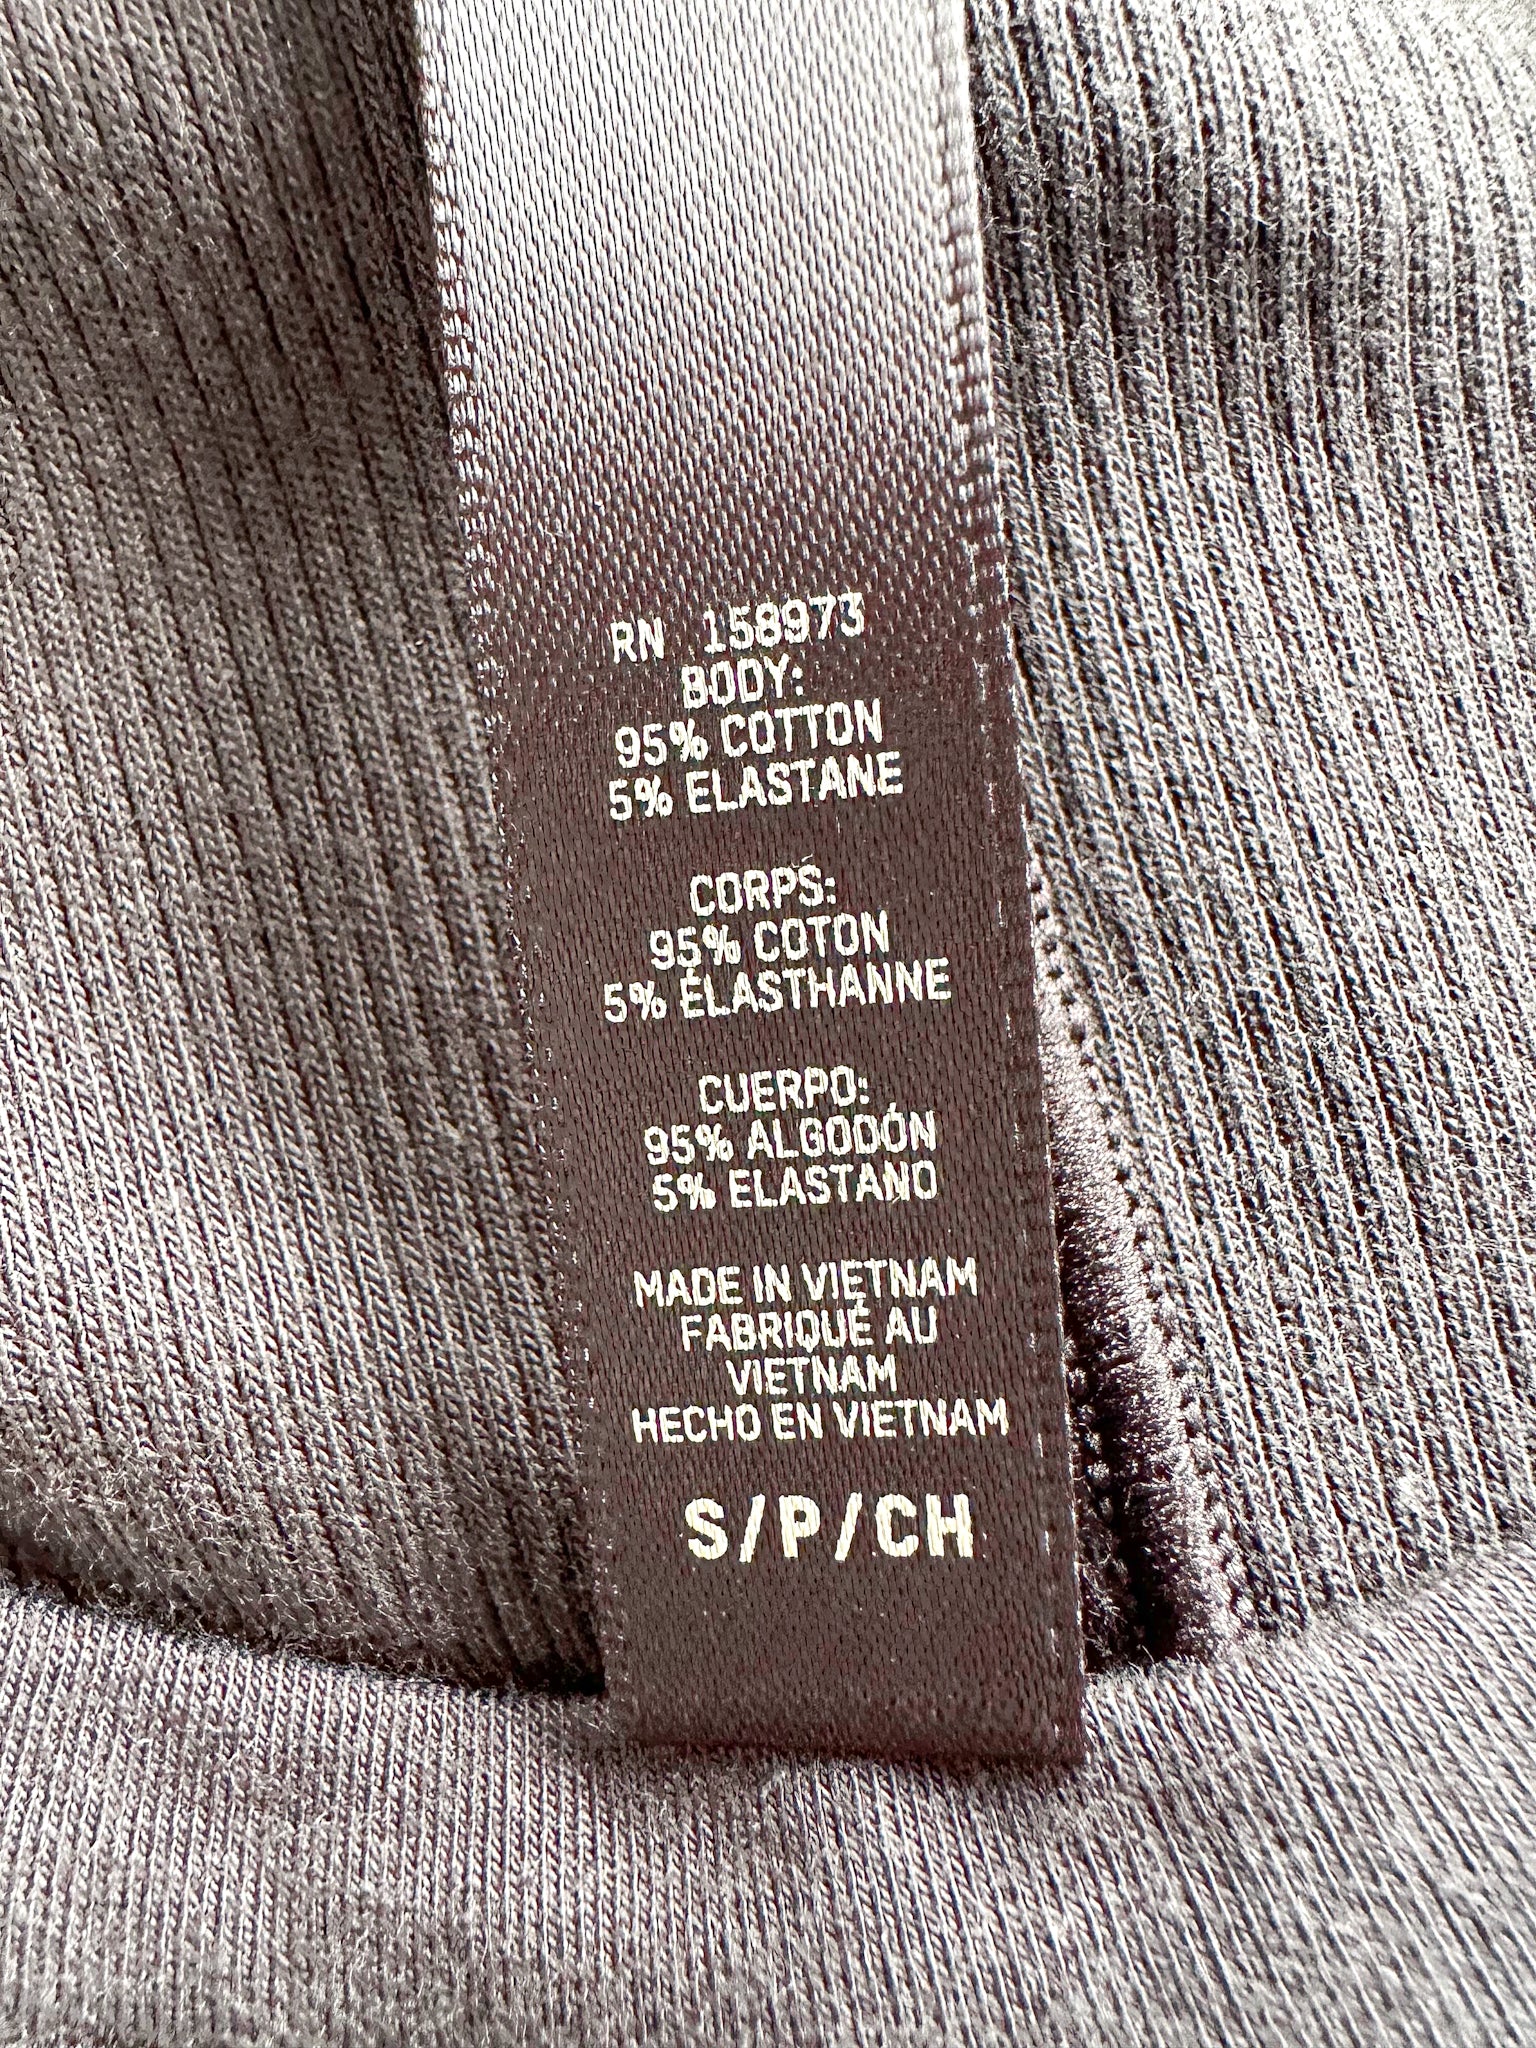 RN 158973
BODY:
95% COTTON
5% ELASTANE
CORPS:
95% COTON
5% ÉLASTHANNE
CUERPO:
95% ALGODÓN
5% ELASTANO
MADE IN VIETNAM
FABRIQUÉ AU
VIETNAM
HECHO EN VIETNAM
S/P/CH